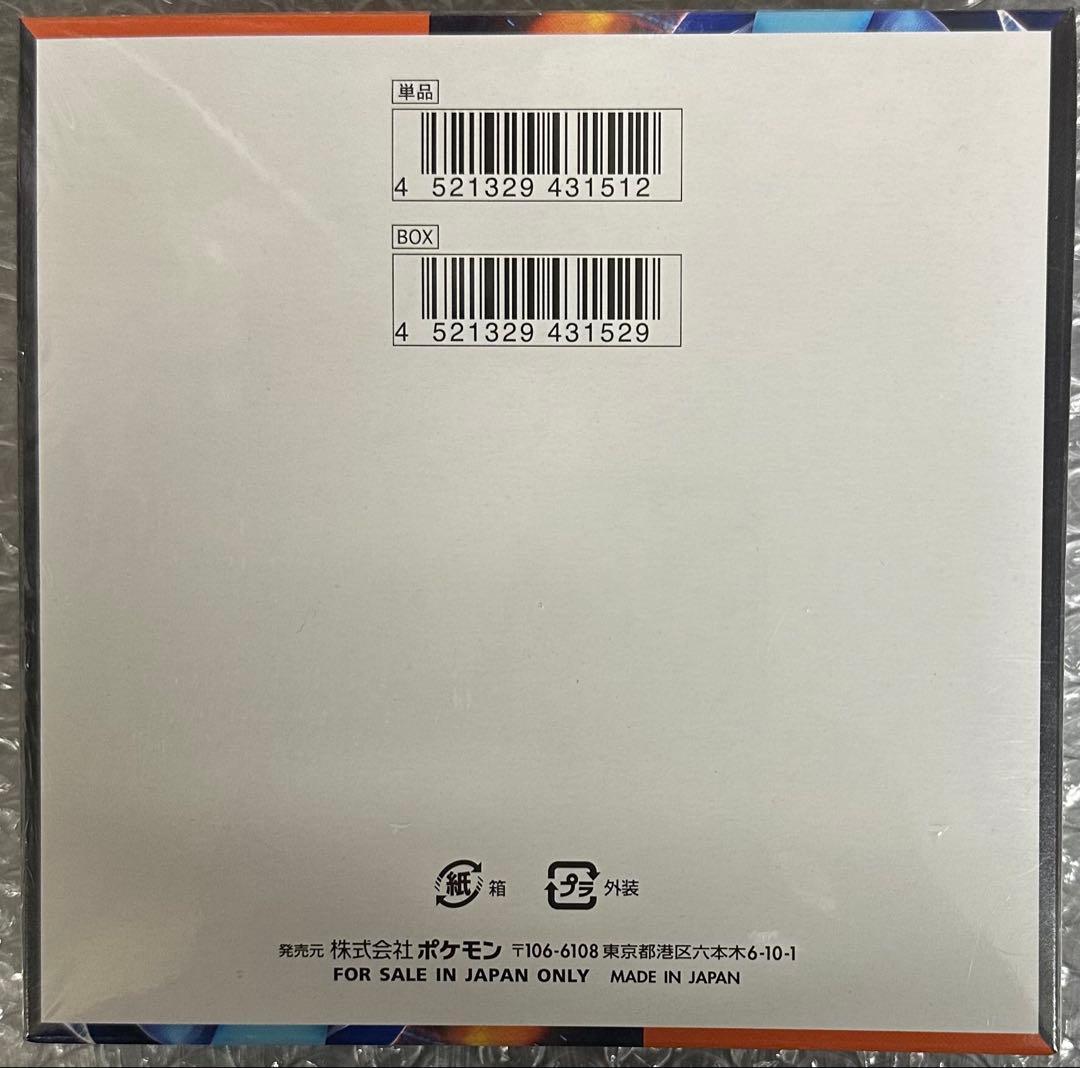 単品
4 521329 431512
BOX
4 521329 431529
紙 箱 プラ 外装
発売元 株式会社 ポケモン 〒106-6108 東京都港区六本木6-10-1
FOR SALE IN JAPAN ONLY MADE IN JAPAN